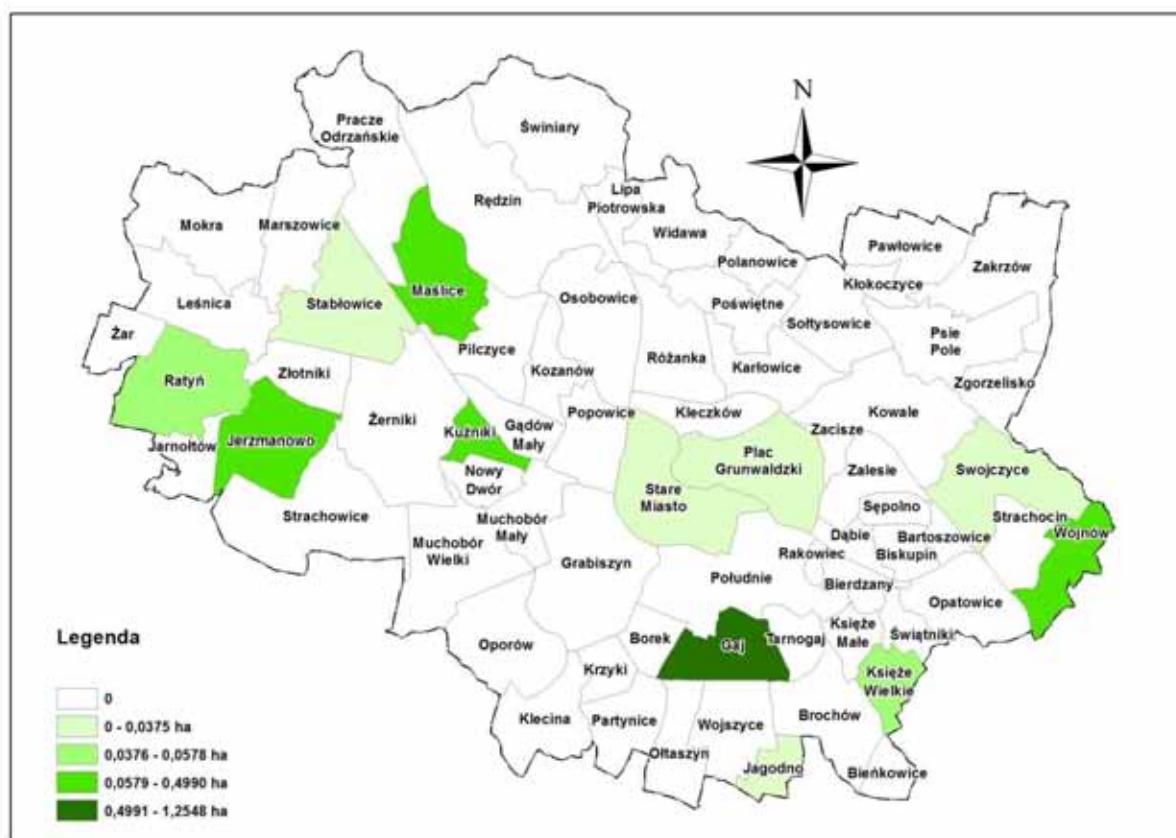 N
Pracze
Odrzańskie
Świniary
Rędzin
Lipa
Piotrowska
Widawa
Polanowice
Pawłowice
Zakrzów
Kłokoczyce
Mokra
Marszowice
Leśnica
Stabłowice
Maślice
Osobowice
Poświętne
Sołtysowice
Psie
Pole
Żar
Ratyń
Złotniki
Pilczyce
Kozanów
Różanka
Karłowice
Zgorzelisko
Jarnołtów
Jerzmanowo
Żerniki
Kuźniki
Gądów
Mały
Popowice
Kleczków
Kowale
Zacisze
Nowy
Dwór
Plac
Grunwaldzki
Zalesie
Swojczyce
Stare
Miasto
Sępolno
Strachowice
Muchobór
Mały
Muchobór
Wielki
Strachocin
Wojnów
Dąbie
Bartoszowice
Rakowiec
Biskupin
Grabiszyn
Południe
Bierdzany
Opatowice
Oporów
Borek
Gaj
Tarnogaj
Księże
Małe
Świątniki
Krzyki
Księże
Wielkie
Klecina
Partynice
Wojszyce
Brochów
Ołtaszyn
Jagodno
Bieńkowice
Legenda
0
0 - 0,0375 ha
0,0376 - 0,0578 ha
0,0579 - 0,4990 ha
0,4991 - 1,2548 ha